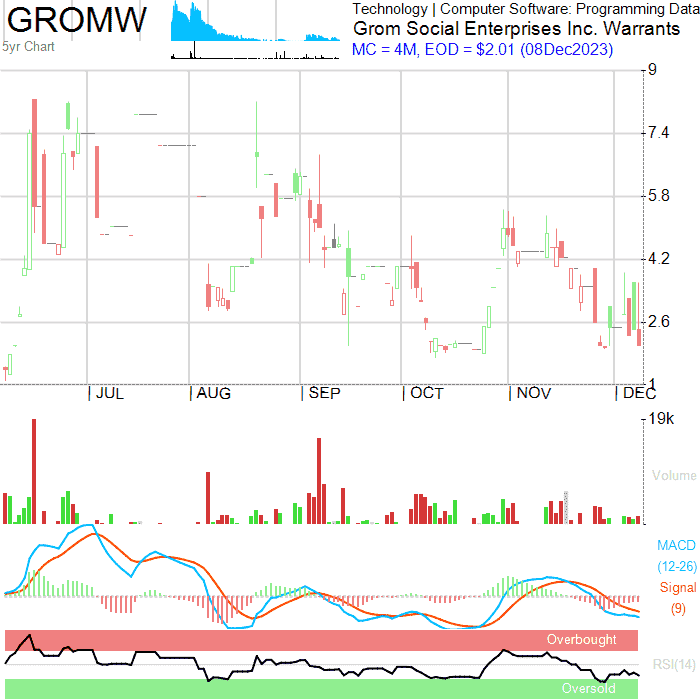 GROMW
5yr Chart
Technology | Computer Software: Programming Data
Grom Social Enterprises Inc. Warrants
MC = 4M, EOD = $2.01 (08Dec2023)
9
7.4
5.8
4.2
2.6
1
JUL
AUG
SEP
OCT
NOV
DEC
19k
Volume
MACD
(12-26)
Signal
(9)
Overbought
RSI(14)
Oversold